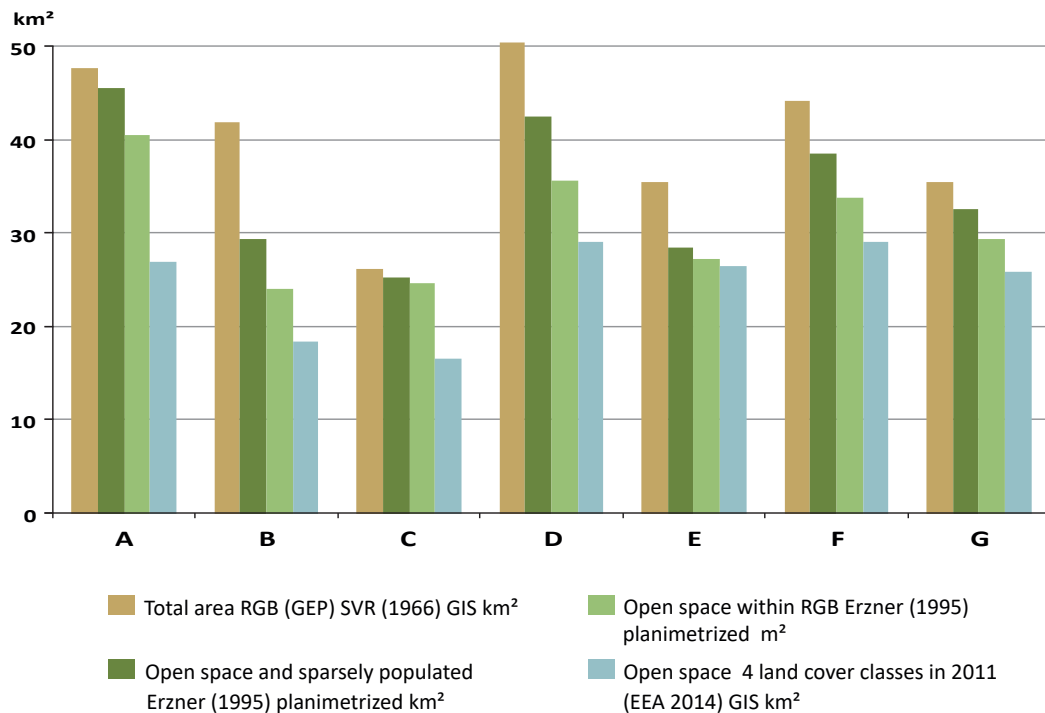 km²
50
40
30
20
10
0
A B C D E F G
Total area RGB (GEP) SVR (1966) GIS km²
Open space and sparsely populated
Erzner (1995) planimetrized km²
Open space within RGB Erzner (1995)
planimetrized m²
Open space 4 land cover classes in 2011
(EEA 2014) GIS km²